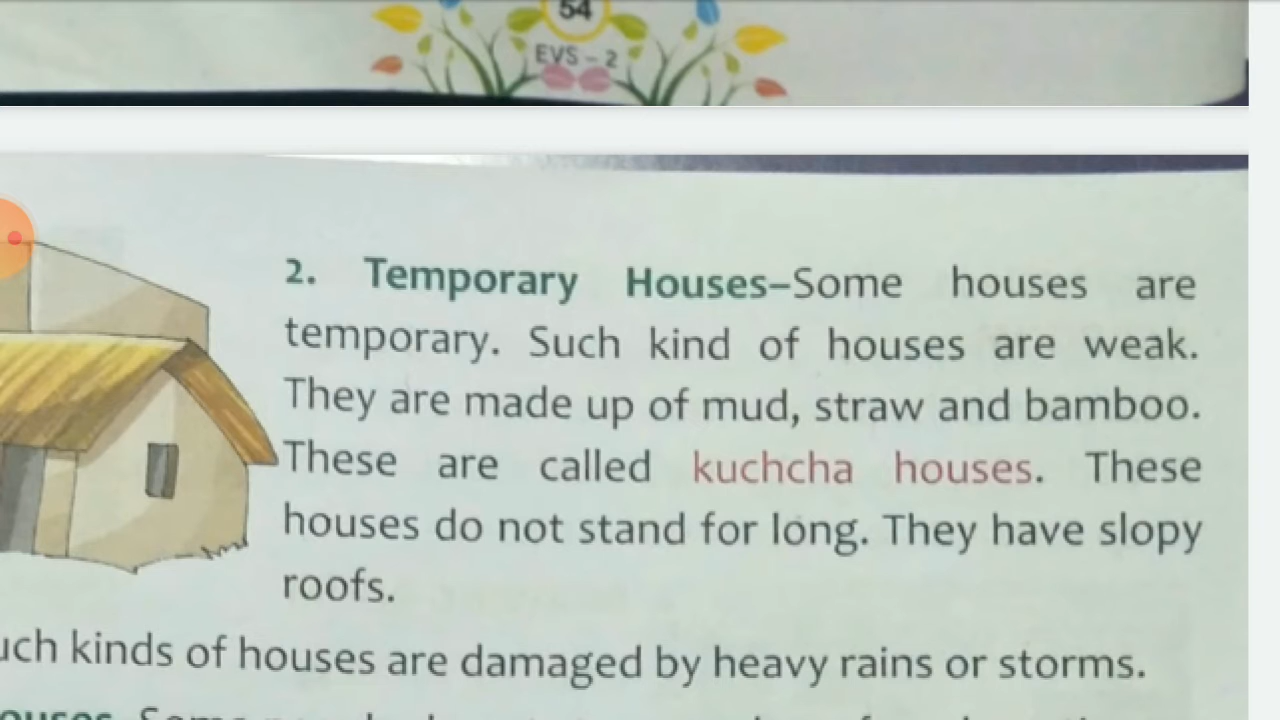 54
EVS – 2
2. Temporary Houses–Some houses are
temporary. Such kind of houses are weak.
They are made up of mud, straw and bamboo.
These are called kuchcha houses. These
houses do not stand for long. They have slopy
roofs.
uch kinds of houses are damaged by heavy rains or storms.